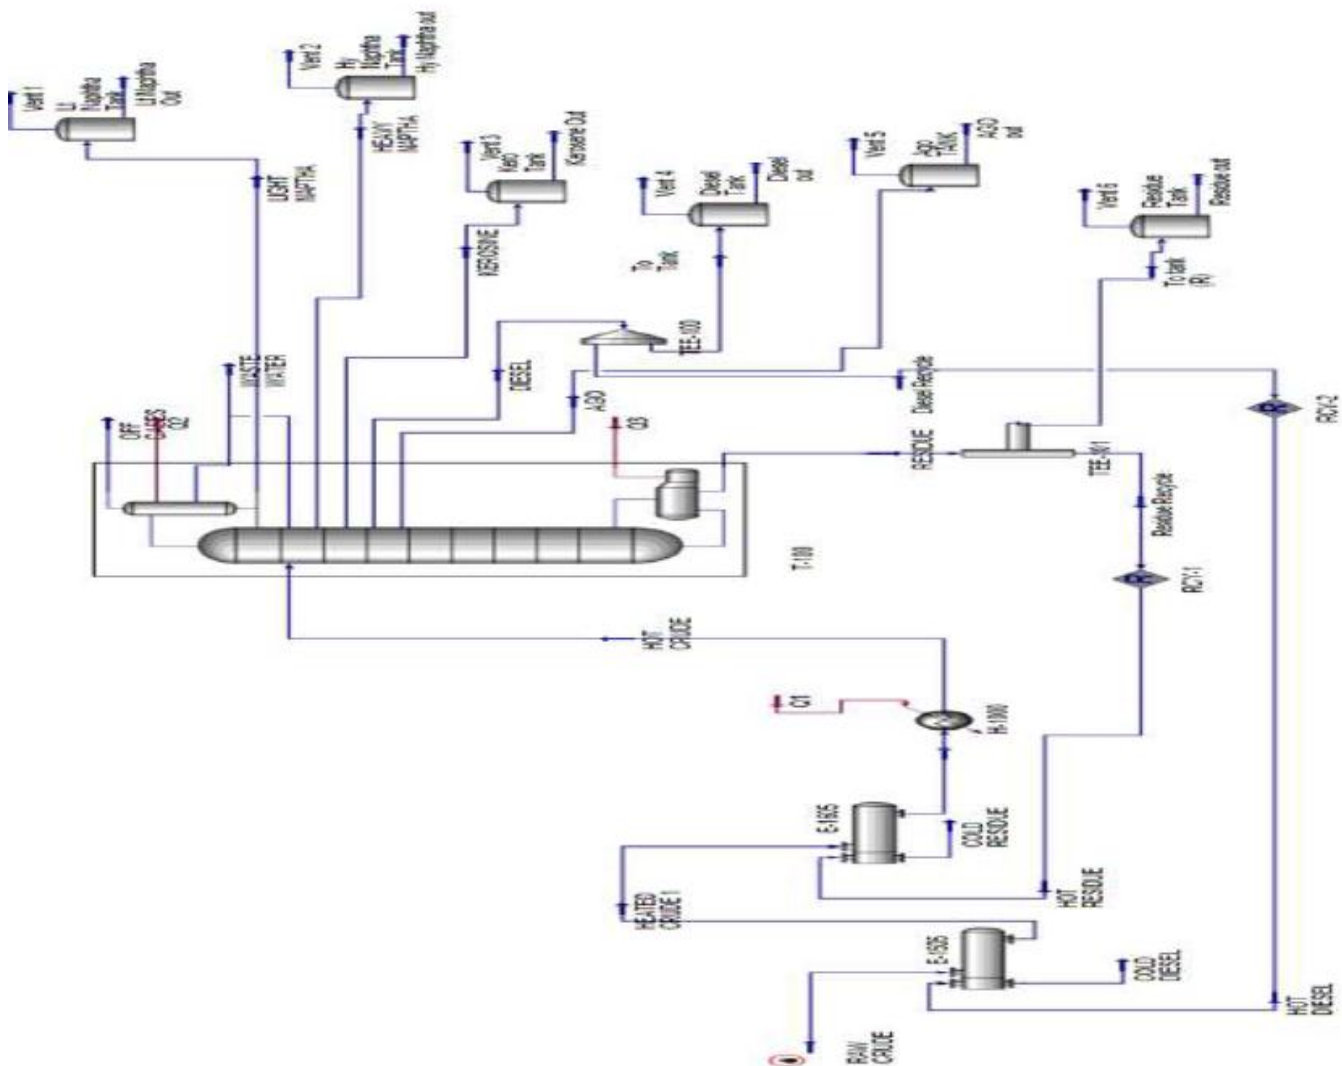 Vent 1
Lt
Naphtha
Tank
Lt Naphtha
Out
Vent 2
Hy
Naphtha
Tank
Hy Naphtha out
LIGHT
NAPTHA
HEAVY
NAPTHA
Vent 3
Kero
Tank
Kerosene Out
KEROSINE
Vent 4
Diesel
Tank
Diesel
out
To
Tank
Vent 5
Ago
TANK
AGO
out
Vent 6
Residue
Tank
Residue out
To tank
(R)
WASTE
WATER
OFF
GASES
Q2
DIESEL
TEE-100
AGO
Diesel Recycle
Q3
RESIDUE
TEE-101
Residue Recycle
R
RCY-2
R
RCY-1
T-100
HOT
CRUDE
Q1
H-1000
E-1605
COLD
RESIDUE
HEATED
CRUDE 1
HOT
RESIDUE
E-1505
COLD
DIESEL
RAW
CRUDE
HOT
DIESEL